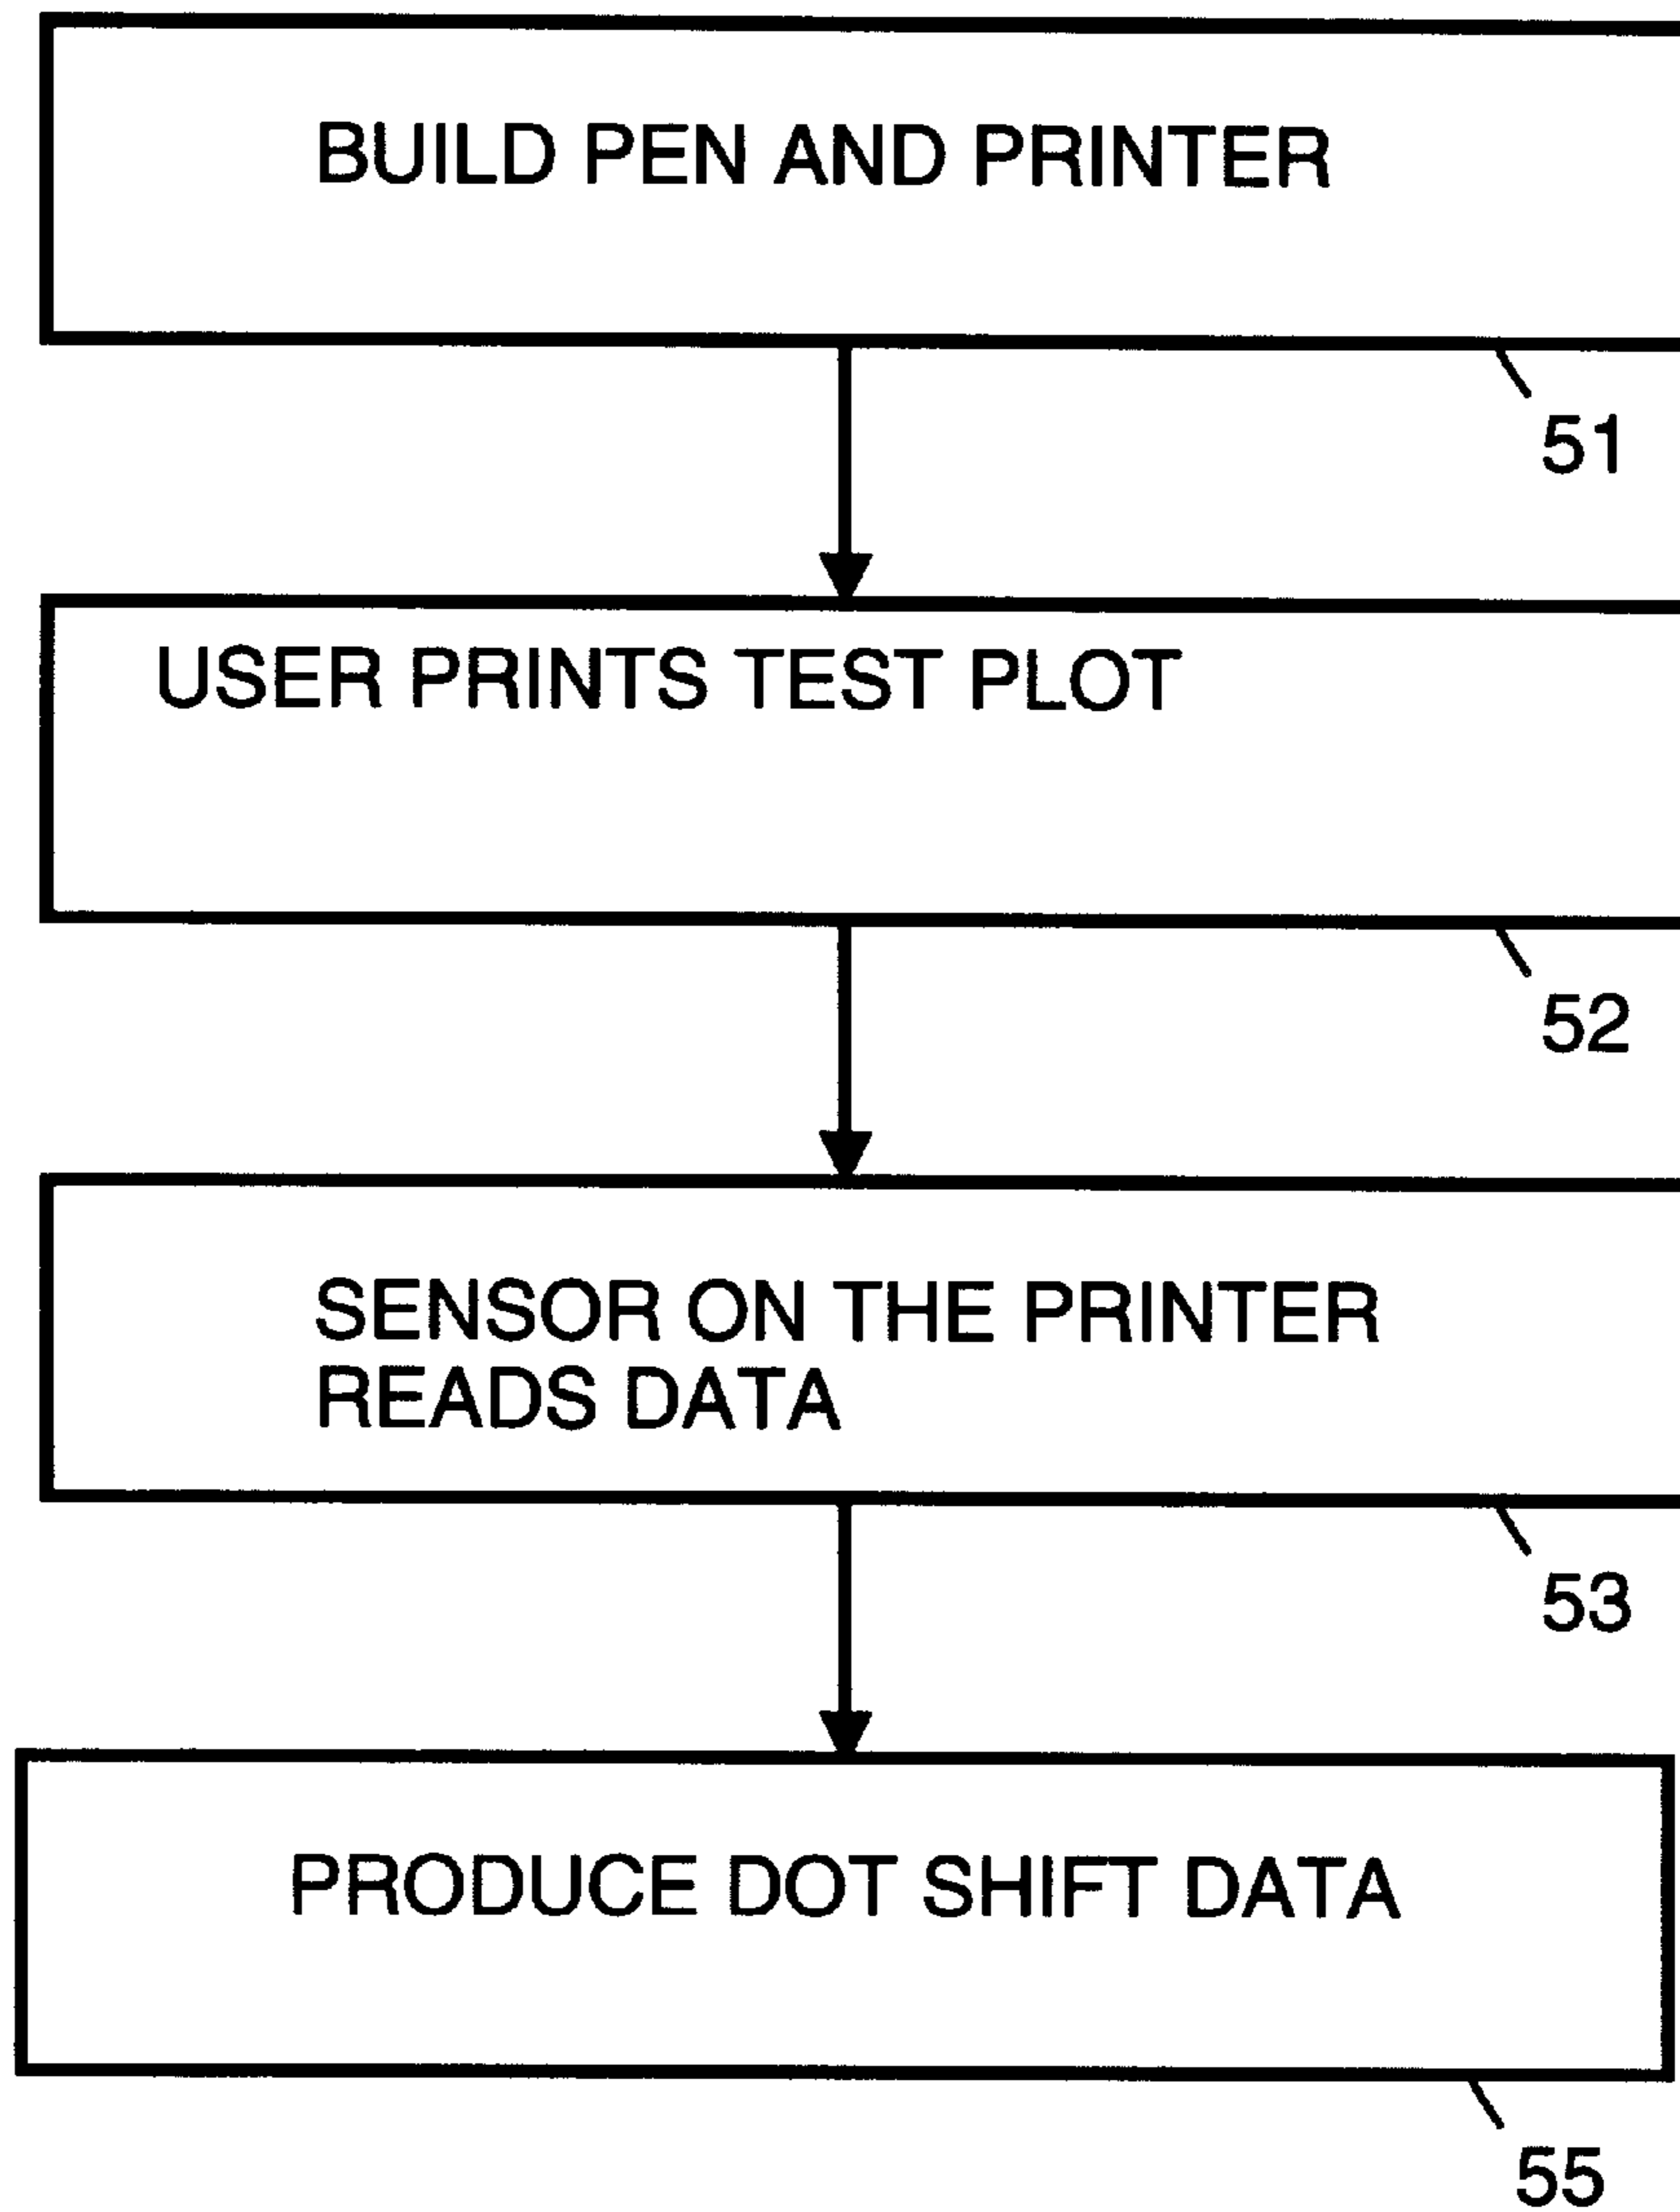 BUILD PEN AND PRINTER
51
USER PRINTS TEST PLOT
52
SENSOR ON THE PRINTER
READS DATA
53
PRODUCE DOT SHIFT DATA
55